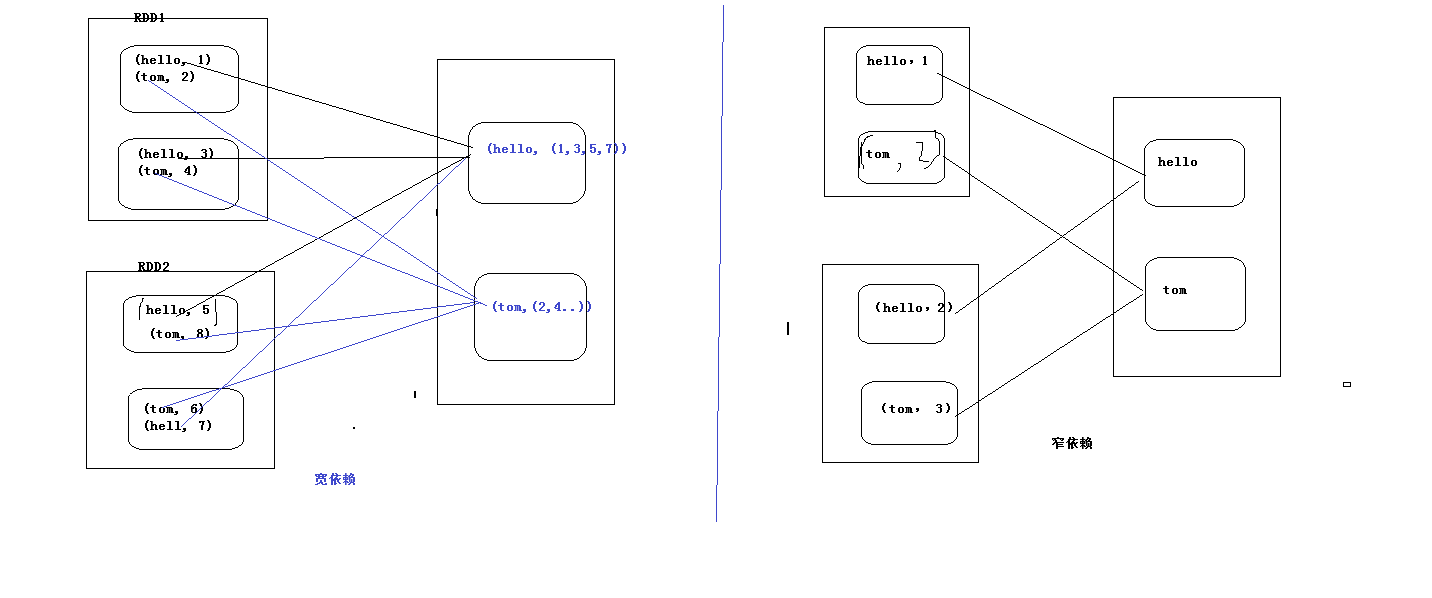 RDD1
(hello, 1)
(tom, 2)
(hello, 3)
(tom, 4)
RDD2
(hello, 5)
(tom, 8)
(tom, 6)
(hell, 7)
(hello, (1,3,5,7))
(tom,(2,4..))
宽依赖
hello，1
(tom , 2)
(hello，2)
(tom， 3)
hello
tom
窄依赖